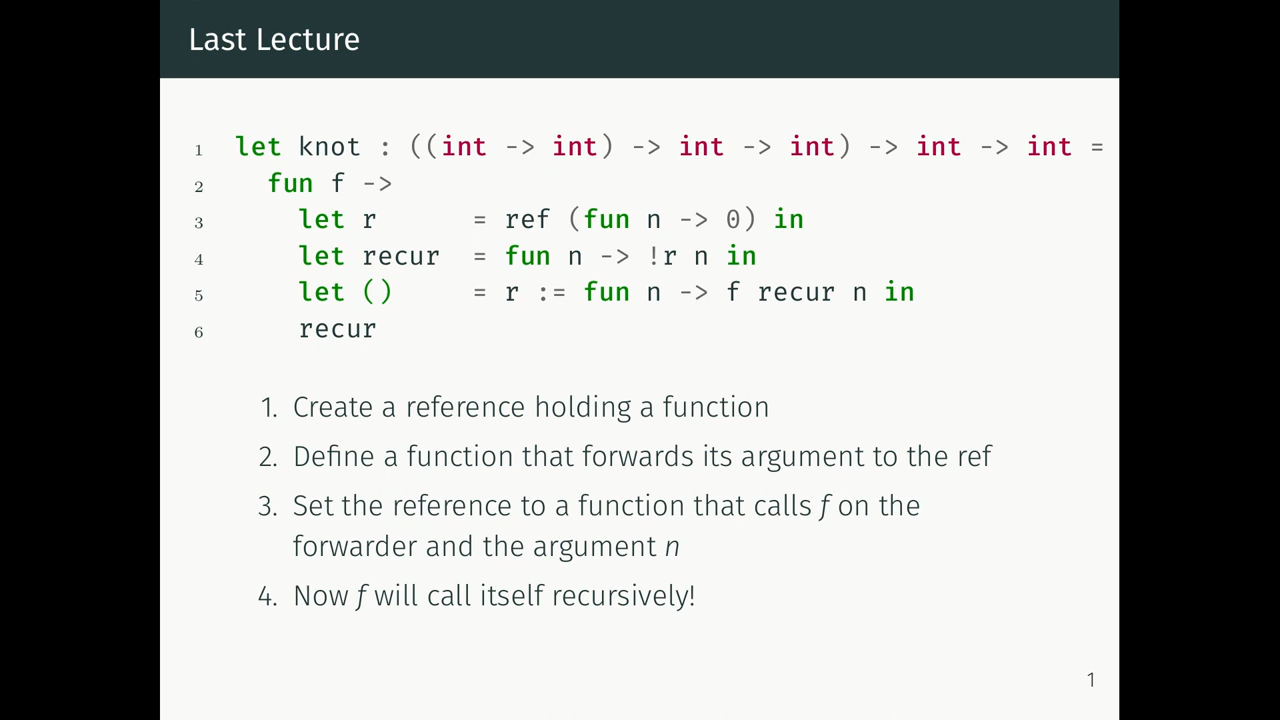 Last Lecture
1 let knot : ((int -> int) -> int -> int) -> int -> int =
2 fun f ->
3 let r = ref (fun n -> 0) in
4 let recur = fun n -> !r n in
5 let () = r := fun n -> f recur n in
6 recur
1. Create a reference holding a function
2. Define a function that forwards its argument to the ref
3. Set the reference to a function that calls f on the
forwarder and the argument n
4. Now f will call itself recursively!
1